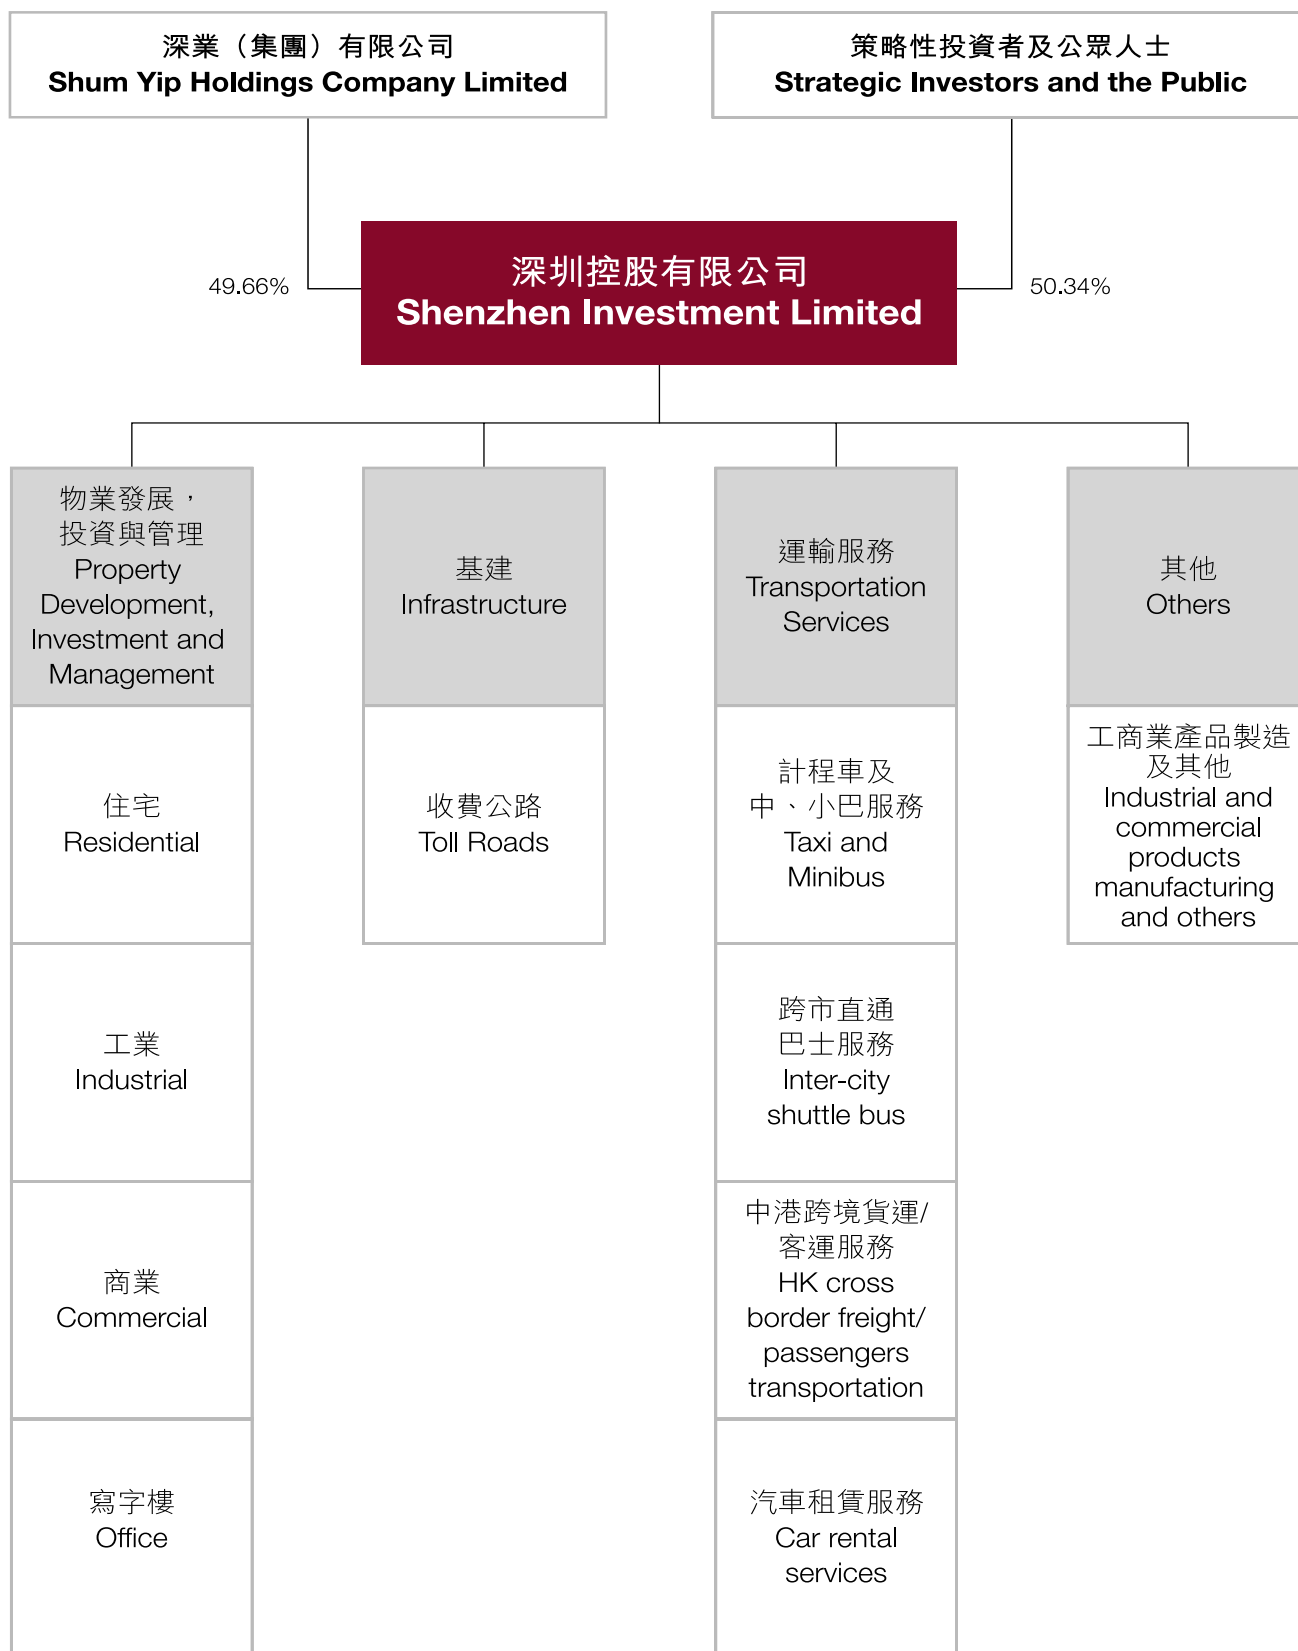 深業（集團）有限公司
Shum Yip Holdings Company Limited
策略性投資者及公眾人士
Strategic Investors and the Public
49.66%
深圳控股有限公司
Shenzhen Investment Limited
50.34%
物業發展，
投資與管理
Property
Development,
Investment and
Management
基建
Infrastructure
運輸服務
Transportation
Services
其他
Others
住宅
Residential
收費公路
Toll Roads
計程車及
中、小巴服務
Taxi and
Minibus
工商業產品製造
及其他
Industrial and
commercial
products
manufacturing
and others
工業
Industrial
跨市直通
巴士服務
Inter-city
shuttle bus
商業
Commercial
中港跨境貨運/
客運服務
HK cross
border freight/
passengers
transportation
寫字樓
Office
汽車租賃服務
Car rental
services